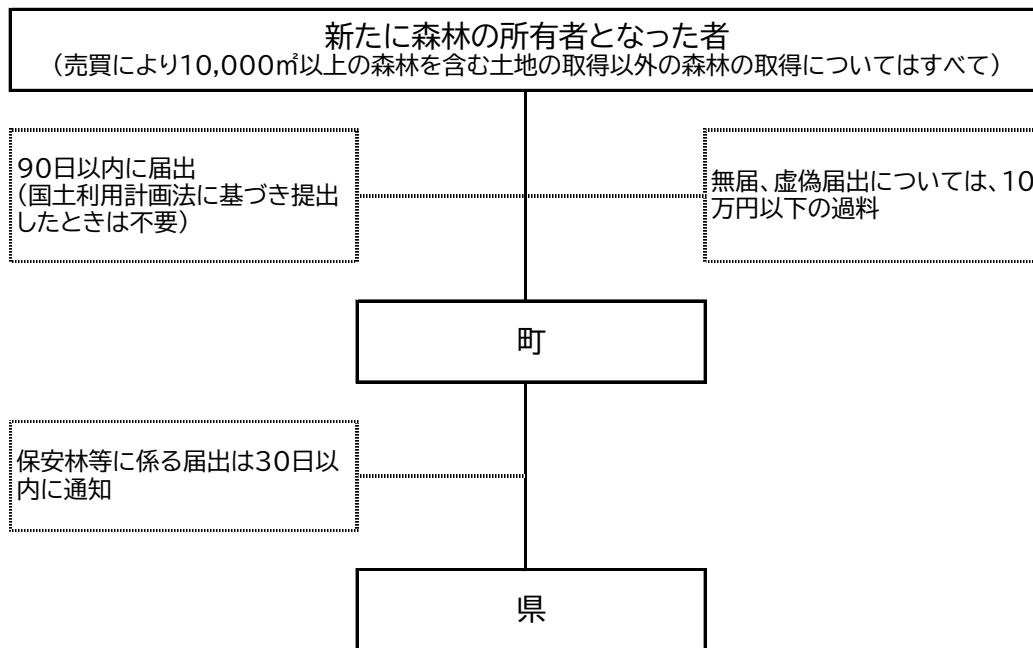 新たに森林の所有者となった者
（売買により10,000㎡以上の森林を含む土地の取得以外の森林の取得についてはすべて）
90日以内に届出
（国土利用計画法に基づき提出
したときは不要）
無届、虚偽届出については、10
万円以下の過料
町
保安林等に係る届出は30日以
内に通知
県